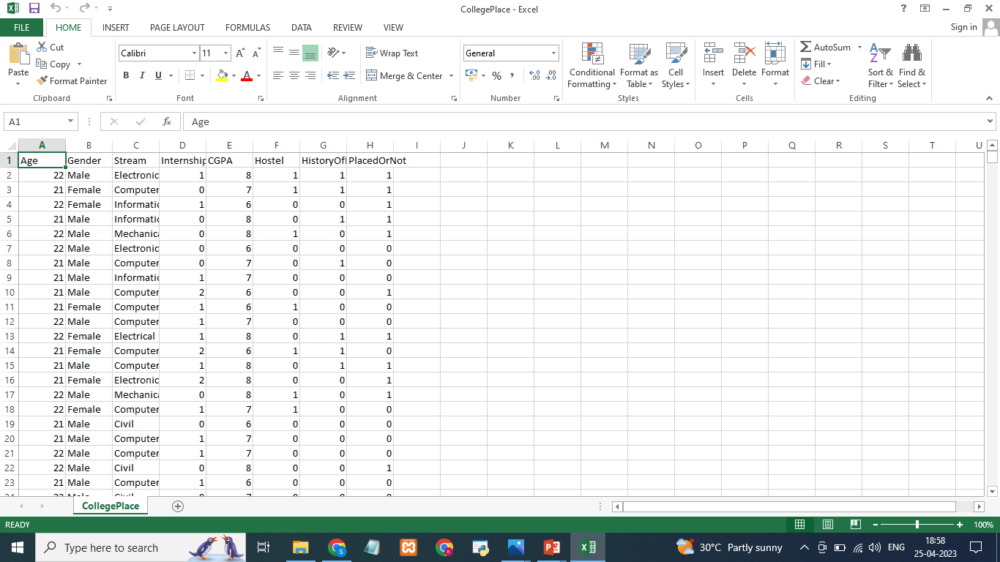 CollegePlace - Excel
FILE HOME INSERT PAGE LAYOUT FORMULAS DATA REVIEW VIEW Sign in
Paste
Cut
Copy
Format Painter
Clipboard
Calibri 11
B I U
Font
Wrap Text
Merge & Center
Alignment
General
%
Number
Conditional Formatting
Format as Table
Cell Styles
Styles
Insert
Delete
Format
Cells
AutoSum
Fill
Clear
Sort & Filter
Find & Select
Editing
A1 fx Age
A B C D E F G H I J K L M N O P Q R S T U
1 Age Gender Stream Internship CGPA Hostel HistoryOf PlacedOrNot
2 22 Male Electronic 1 8 1 1 1
3 21 Female Computer 0 7 1 1 1
4 22 Female Informatic 1 6 0 0 1
5 21 Male Informatic 0 8 0 1 1
6 22 Male Mechanica 0 8 1 0 1
7 22 Male Electronic 0 6 0 0 0
8 21 Male Computer 0 7 0 1 0
9 21 Male Informatic 1 7 0 0 0
10 21 Male Computer 2 6 0 0 1
11 21 Female Computer 1 6 1 0 0
12 22 Male Computer 1 7 0 0 0
13 22 Female Electrical 1 8 0 1 1
14 21 Female Computer 2 6 1 1 0
15 21 Male Computer 1 8 0 1 1
16 21 Female Electronic 2 8 0 0 1
17 22 Male Mechanica 0 8 1 0 1
18 22 Female Computer 1 7 1 0 0
19 21 Male Civil 0 6 0 0 0
20 21 Male Computer 1 7 0 0 0
21 22 Male Computer 1 7 0 0 0
22 22 Male Civil 0 8 0 0 1
23 21 Male Computer 1 6 0 0 0
CollegePlace
READY 100%
Type here to search 30°C Partly sunny ENG 18:58
25-04-2023